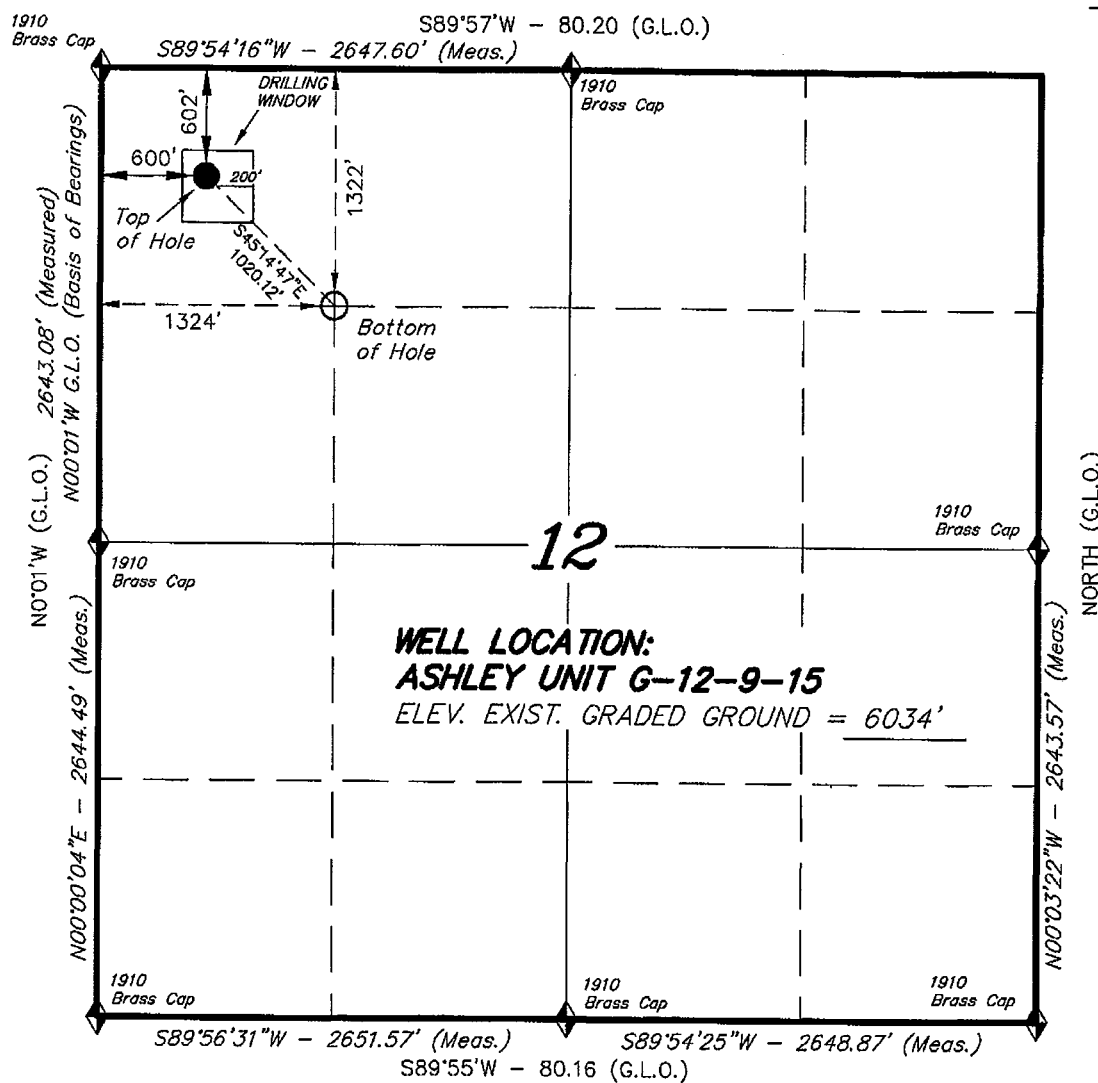 1910
Brass Cap
S89°57'W - 80.20 (G.L.O.)
S89°54'16"W - 2647.60' (Meas.)
1910
Brass Cap
DRILLING
WINDOW
602'
600'
200'
1322'
Top
of Hole
S45°14'47"E
1020.12'
1324'
Bottom
of Hole
N0°01'W (G.L.O.)
2643.08' (Measured)
N00°01'W G.L.O. (Basis of Bearings)
1910
Brass Cap
12
1910
Brass Cap
NORTH (G.L.O.)
WELL LOCATION:
ASHLEY UNIT G-12-9-15
ELEV. EXIST. GRADED GROUND = 6034'
N00°00'04"E - 2644.49' (Meas.)
N00°03'22"W - 2643.57' (Meas.)
1910
Brass Cap
1910
Brass Cap
1910
Brass Cap
S89°56'31"W - 2651.57' (Meas.)
S89°54'25"W - 2648.87' (Meas.)
S89°55'W - 80.16 (G.L.O.)